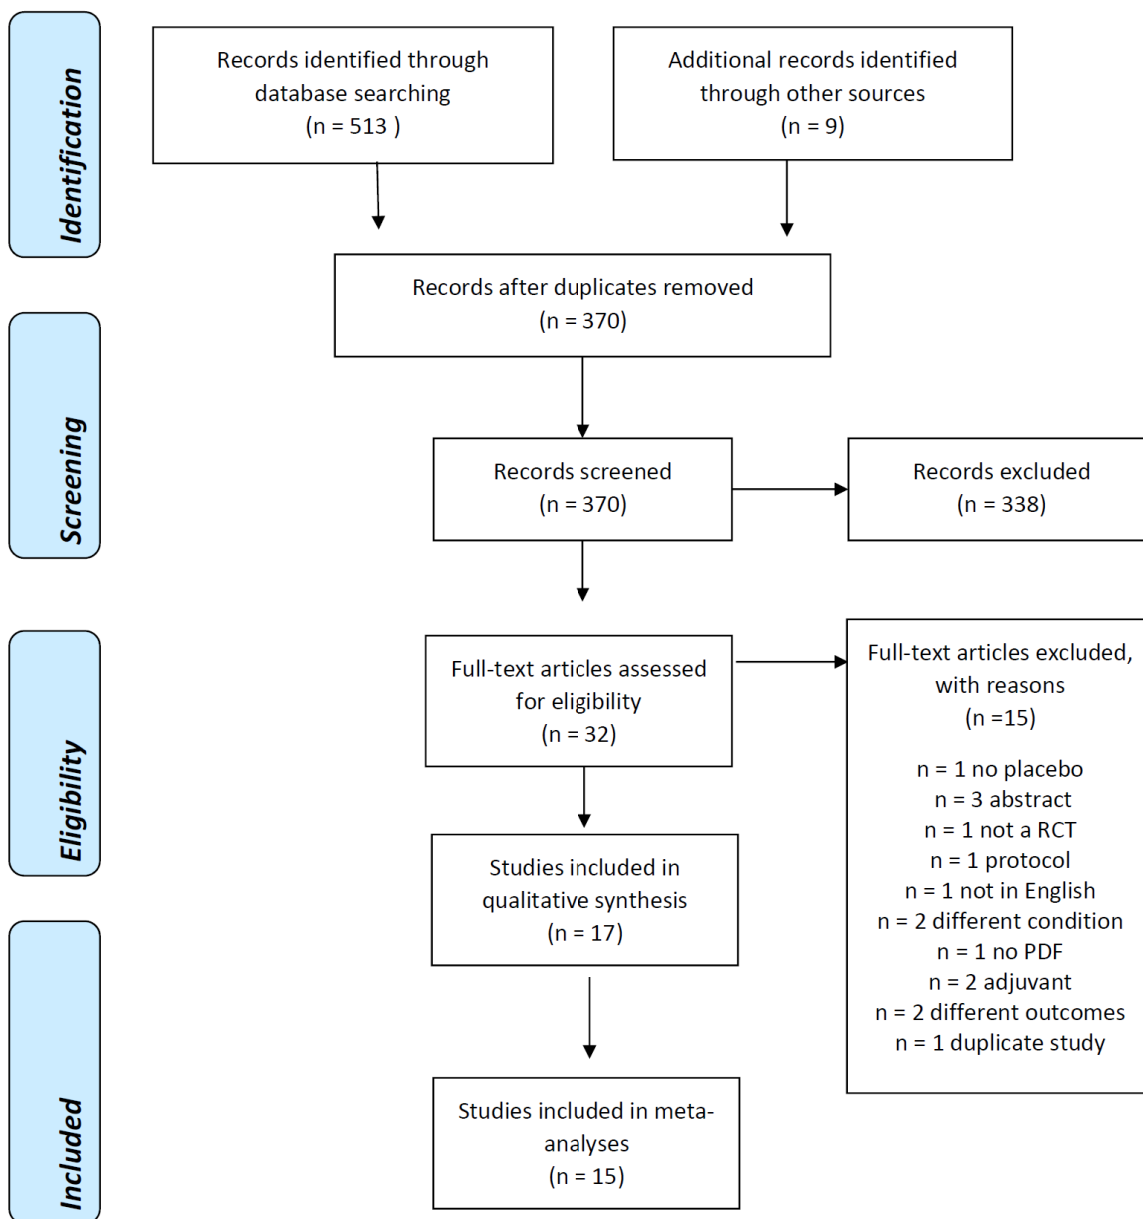 Identification
Records identified through
database searching
(n = 513 )
Additional records identified
through other sources
(n = 9)
Records after duplicates removed
(n = 370)
Screening
Records screened
(n = 370)
Records excluded
(n = 338)
Eligibility
Full-text articles assessed
for eligibility
(n = 32)
Full-text articles excluded,
with reasons
(n =15)
n = 1 no placebo
n = 3 abstract
n = 1 not a RCT
n = 1 protocol
n = 1 not in English
n = 2 different condition
n = 1 no PDF
n = 2 adjuvant
n = 2 different outcomes
n = 1 duplicate study
Studies included in
qualitative synthesis
(n = 17)
Included
Studies included in meta-
analyses
(n = 15)